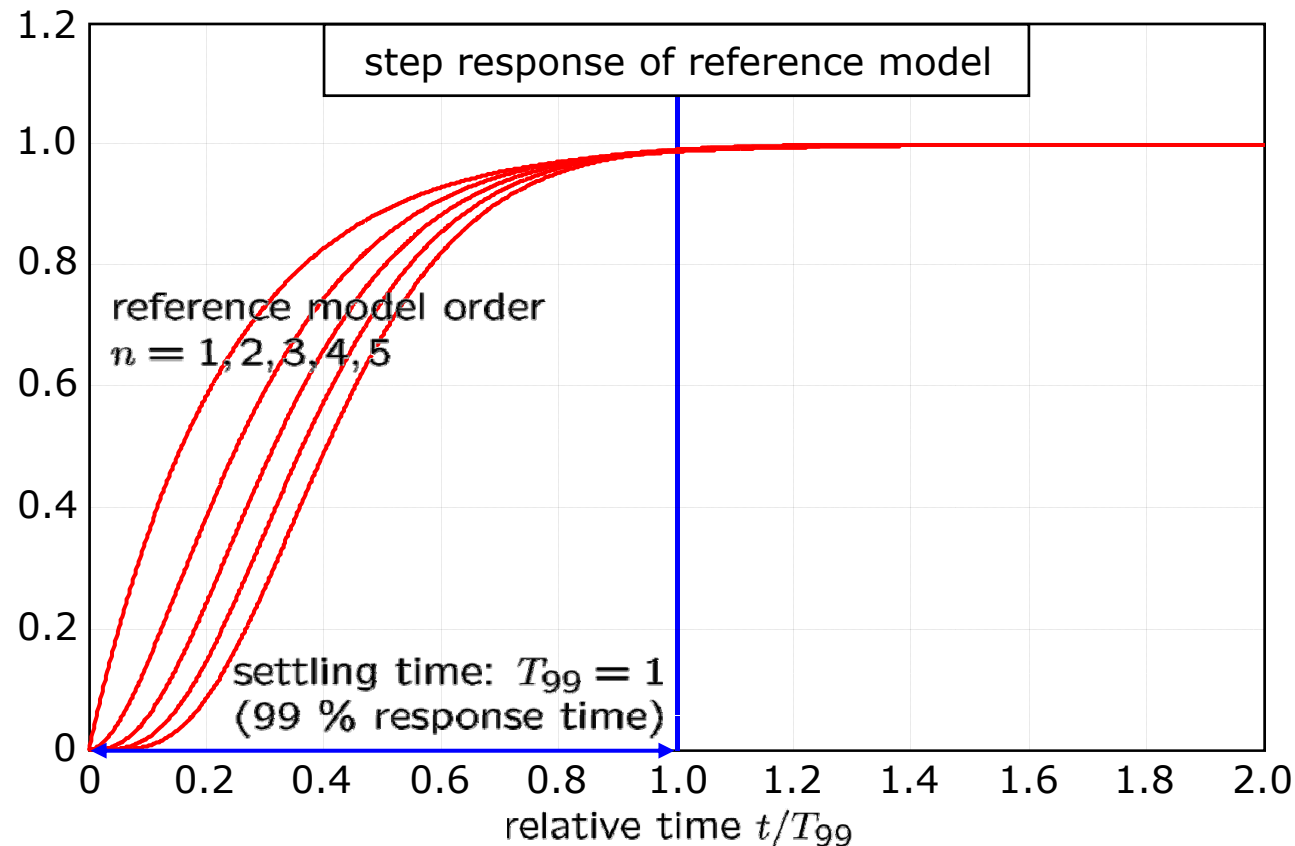 step response of reference model
1.2
1.0
0.8
0.6
0.4
0.2
0
reference model order
n = 1, 2, 3, 4, 5
settling time: T₉₉ = 1
(99 % response time)
0 0.2 0.4 0.6 0.8 1.0 1.2 1.4 1.6 1.8 2.0
relative time t/T₉₉